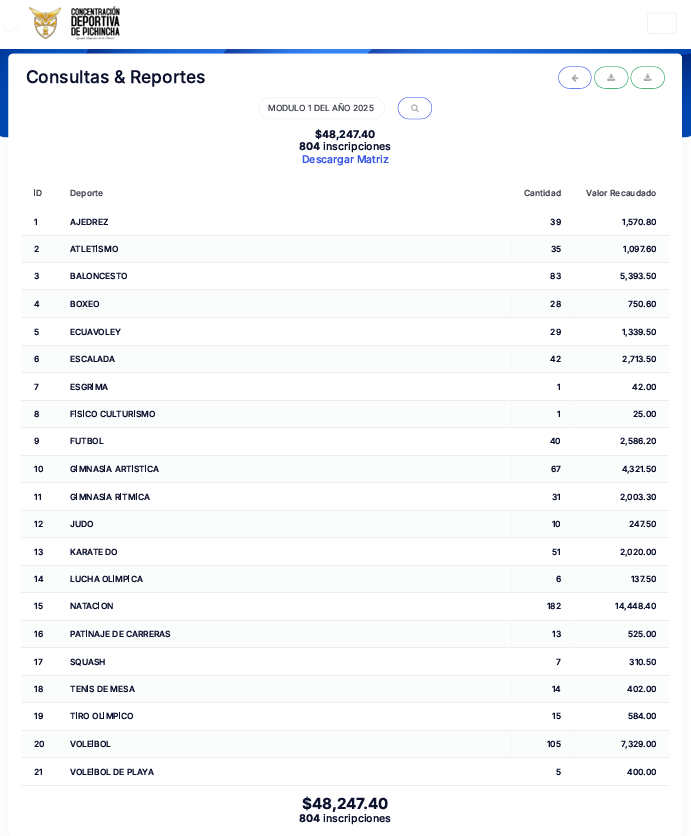 CONCENTRACIÓN
DEPORTIVA
DE PICHINCHA
Consultas & Reportes
MODULO 1 DEL AÑO 2025
$48,247.40
804 inscripciones
Descargar Matriz
ID Deporte Cantidad Valor Recaudado
1 AJEDREZ 39 1,570.80
2 ATLETISMO 35 1,097.60
3 BALONCESTO 83 5,393.50
4 BOXEO 28 750.60
5 ECUAVOLEY 29 1,339.50
6 ESCALADA 42 2,713.50
7 ESGRIMA 1 42.00
8 FISICO CULTURISMO 1 25.00
9 FUTBOL 40 2,586.20
10 GIMNASIA ARTISTICA 67 4,321.50
11 GIMNASIA RITMICA 31 2,003.30
12 JUDO 10 247.50
13 KARATE DO 51 2,020.00
14 LUCHA OLIMPICA 6 137.50
15 NATACION 182 14,448.40
16 PATINAJE DE CARRERAS 13 525.00
17 SQUASH 7 310.50
18 TENIS DE MESA 14 402.00
19 TIRO OLIMPICO 15 584.00
20 VOLEIBOL 105 7,329.00
21 VOLEIBOL DE PLAYA 5 400.00
$48,247.40
804 inscripciones